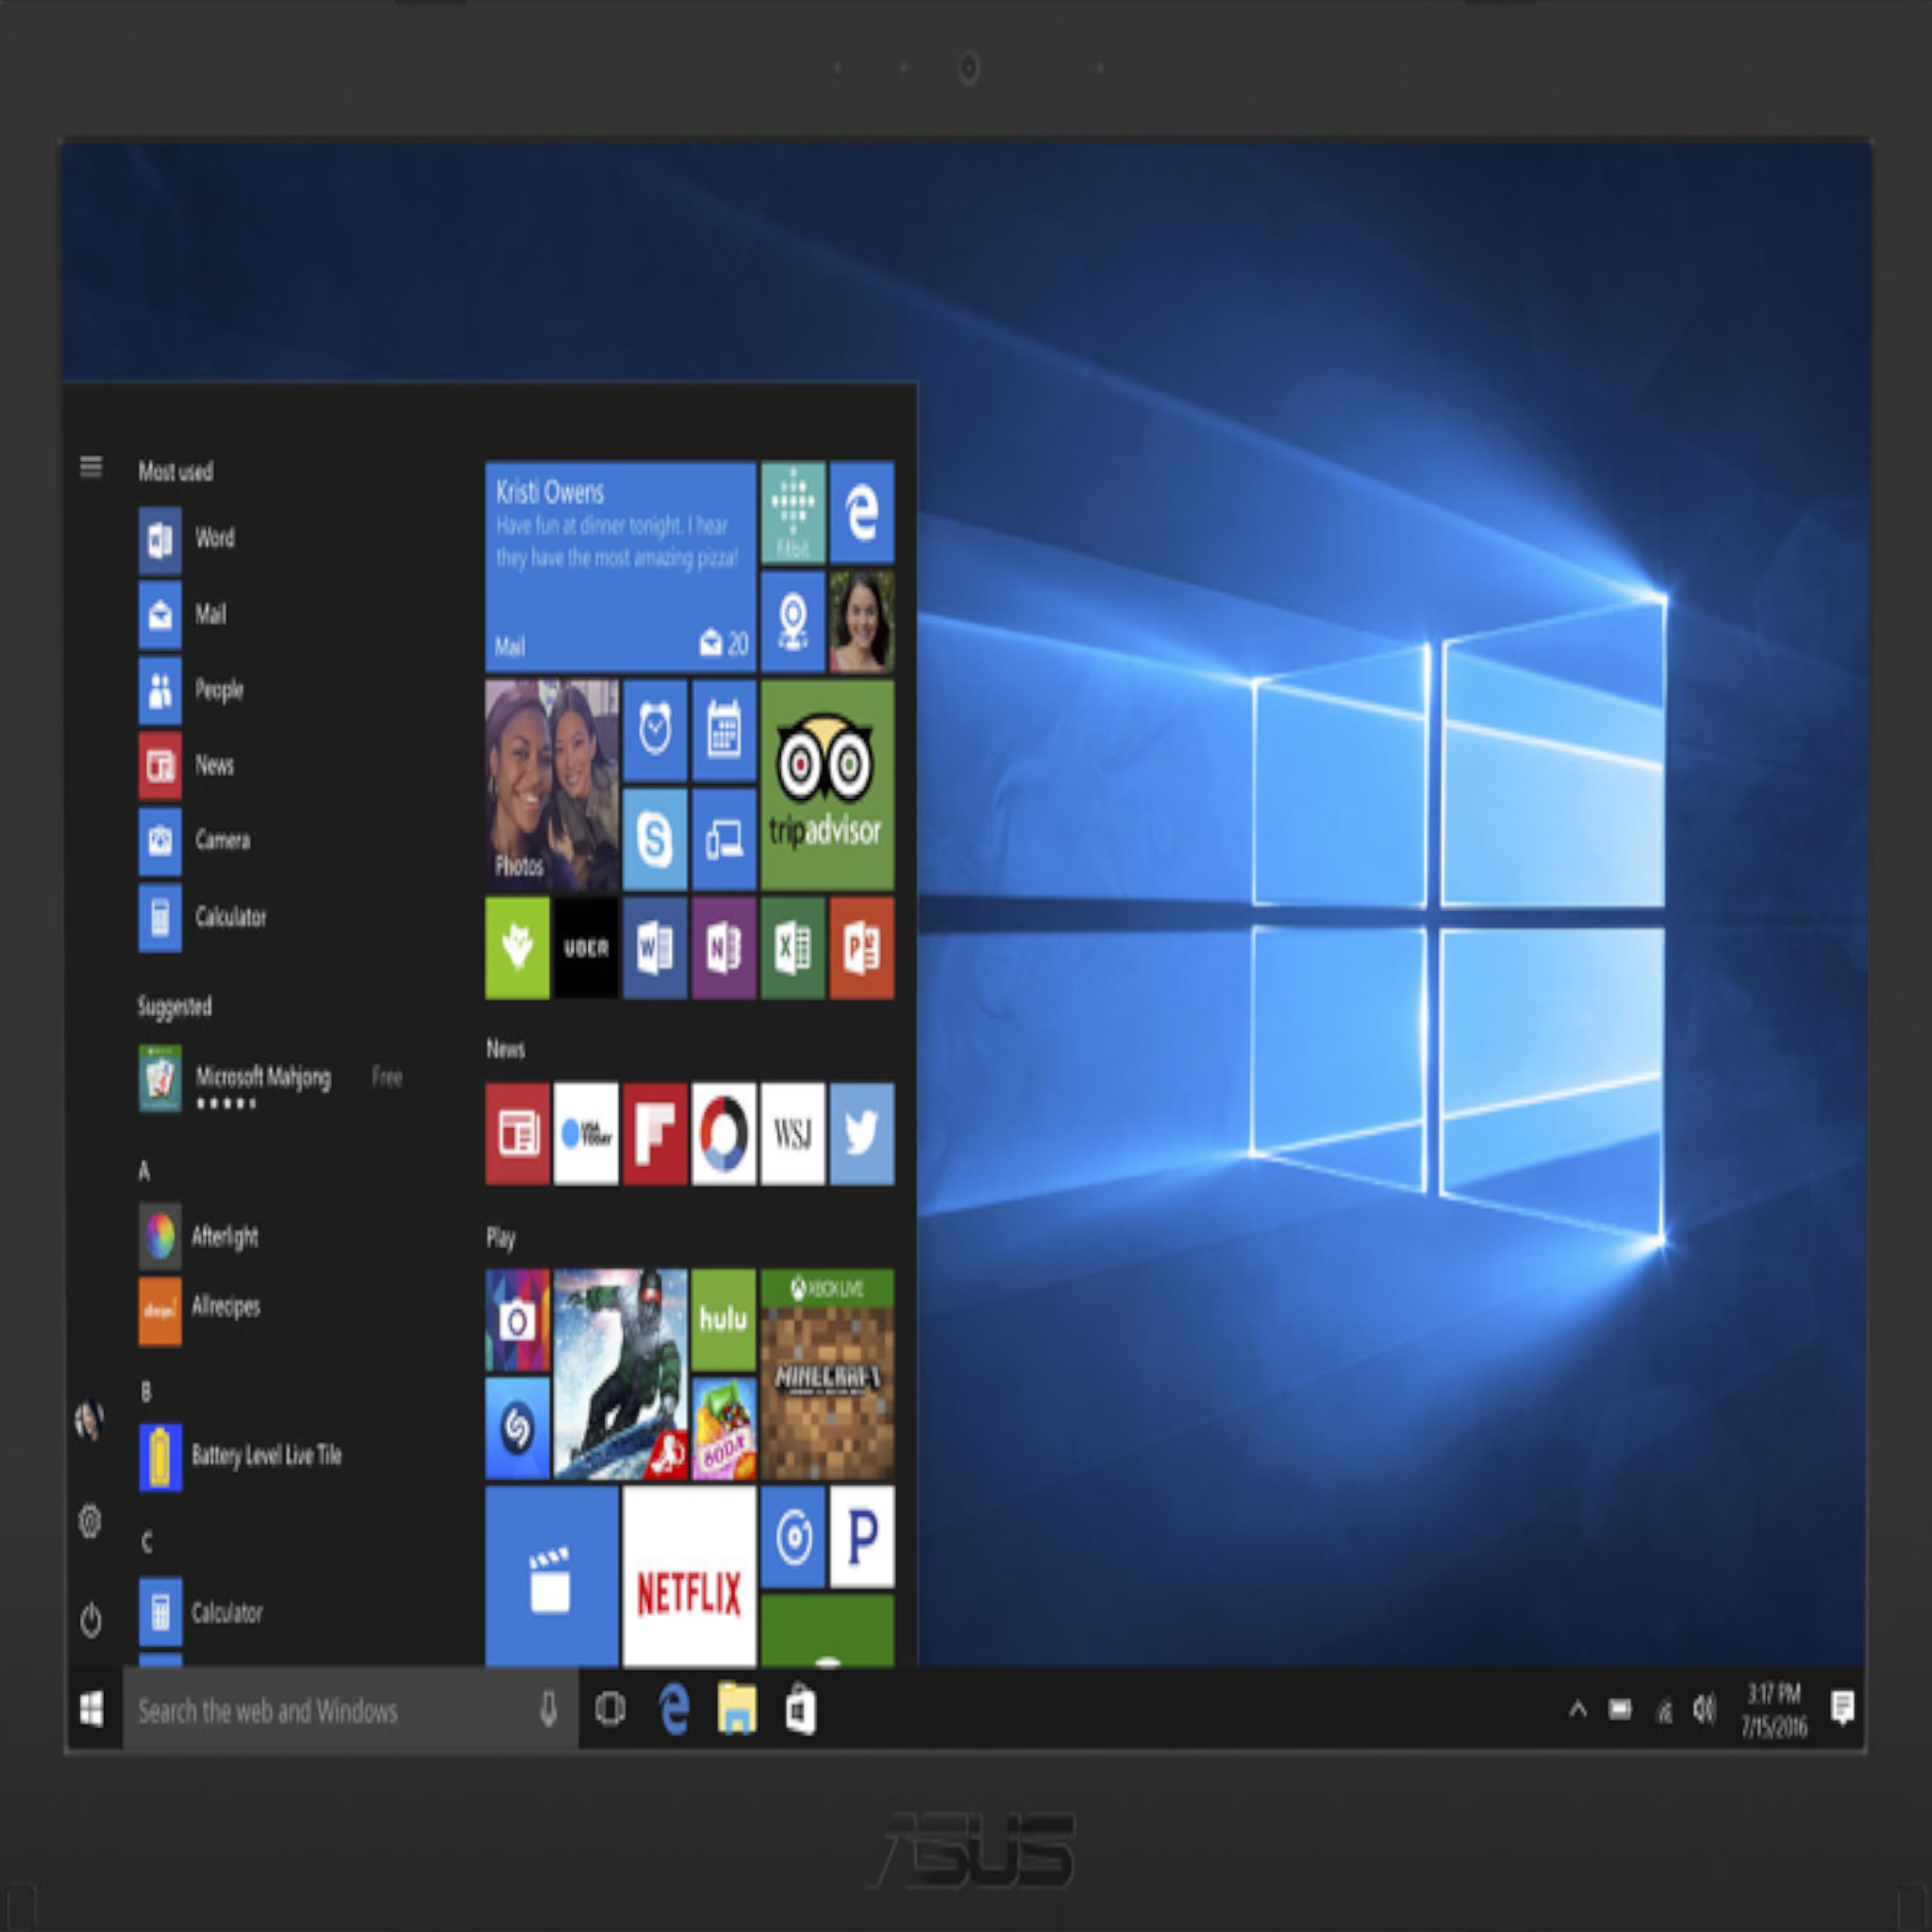 Most used
Word
Mail
People
News
Camera
Calculator
Suggested
Microsoft Mahjong Free
A
Afterlight
Allrecipes
B
Battery Level Live Tile
C
Calculator
Kristi Owens
Have fun at dinner tonight. I hear
they have the most amazing pizza!
Mail 20
fitbit
e
Photos
S
tripadvisor
UBER
W
N
X
P
News
USA
TODAY
WSJ
Play
hulu
XBOX LIVE
MINECRAFT
SODA
NETFLIX
P
Search the web and Windows
3:17 PM
7/15/2016
ASUS